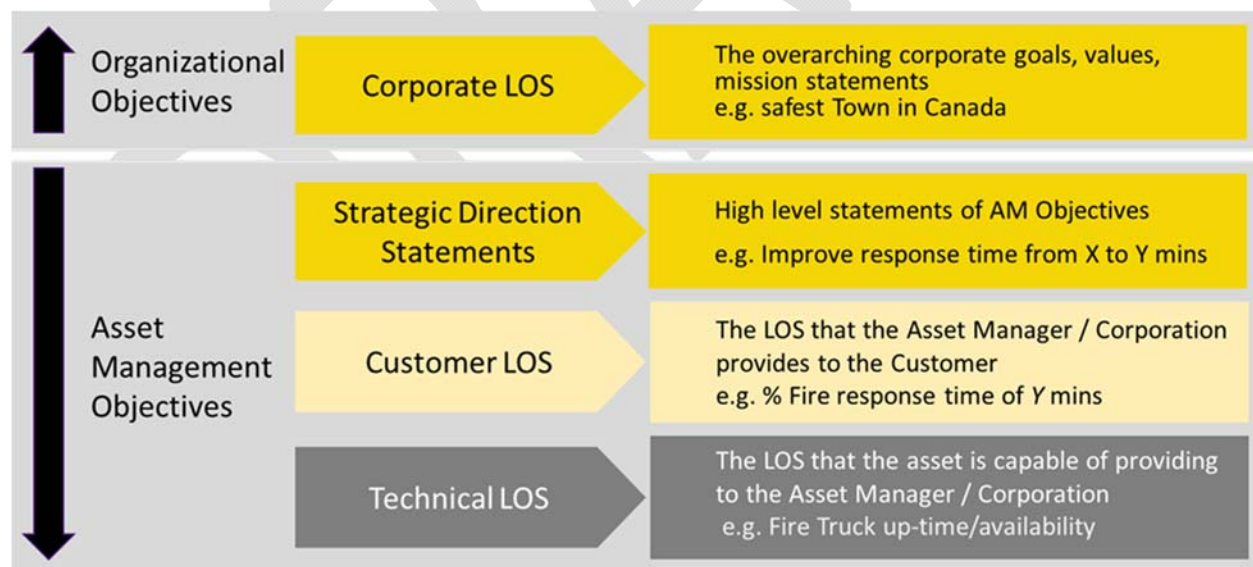 Organizational
Objectives
Corporate LOS
The overarching corporate goals, values,
mission statements
e.g. safest Town in Canada
Asset
Management
Objectives
Strategic Direction
Statements
High level statements of AM Objectives
e.g. Improve response time from X to Y mins
Customer LOS
The LOS that the Asset Manager / Corporation
provides to the Customer
e.g. % Fire response time of Y mins
Technical LOS
The LOS that the asset is capable of providing
to the Asset Manager / Corporation
e.g. Fire Truck up-time/availability